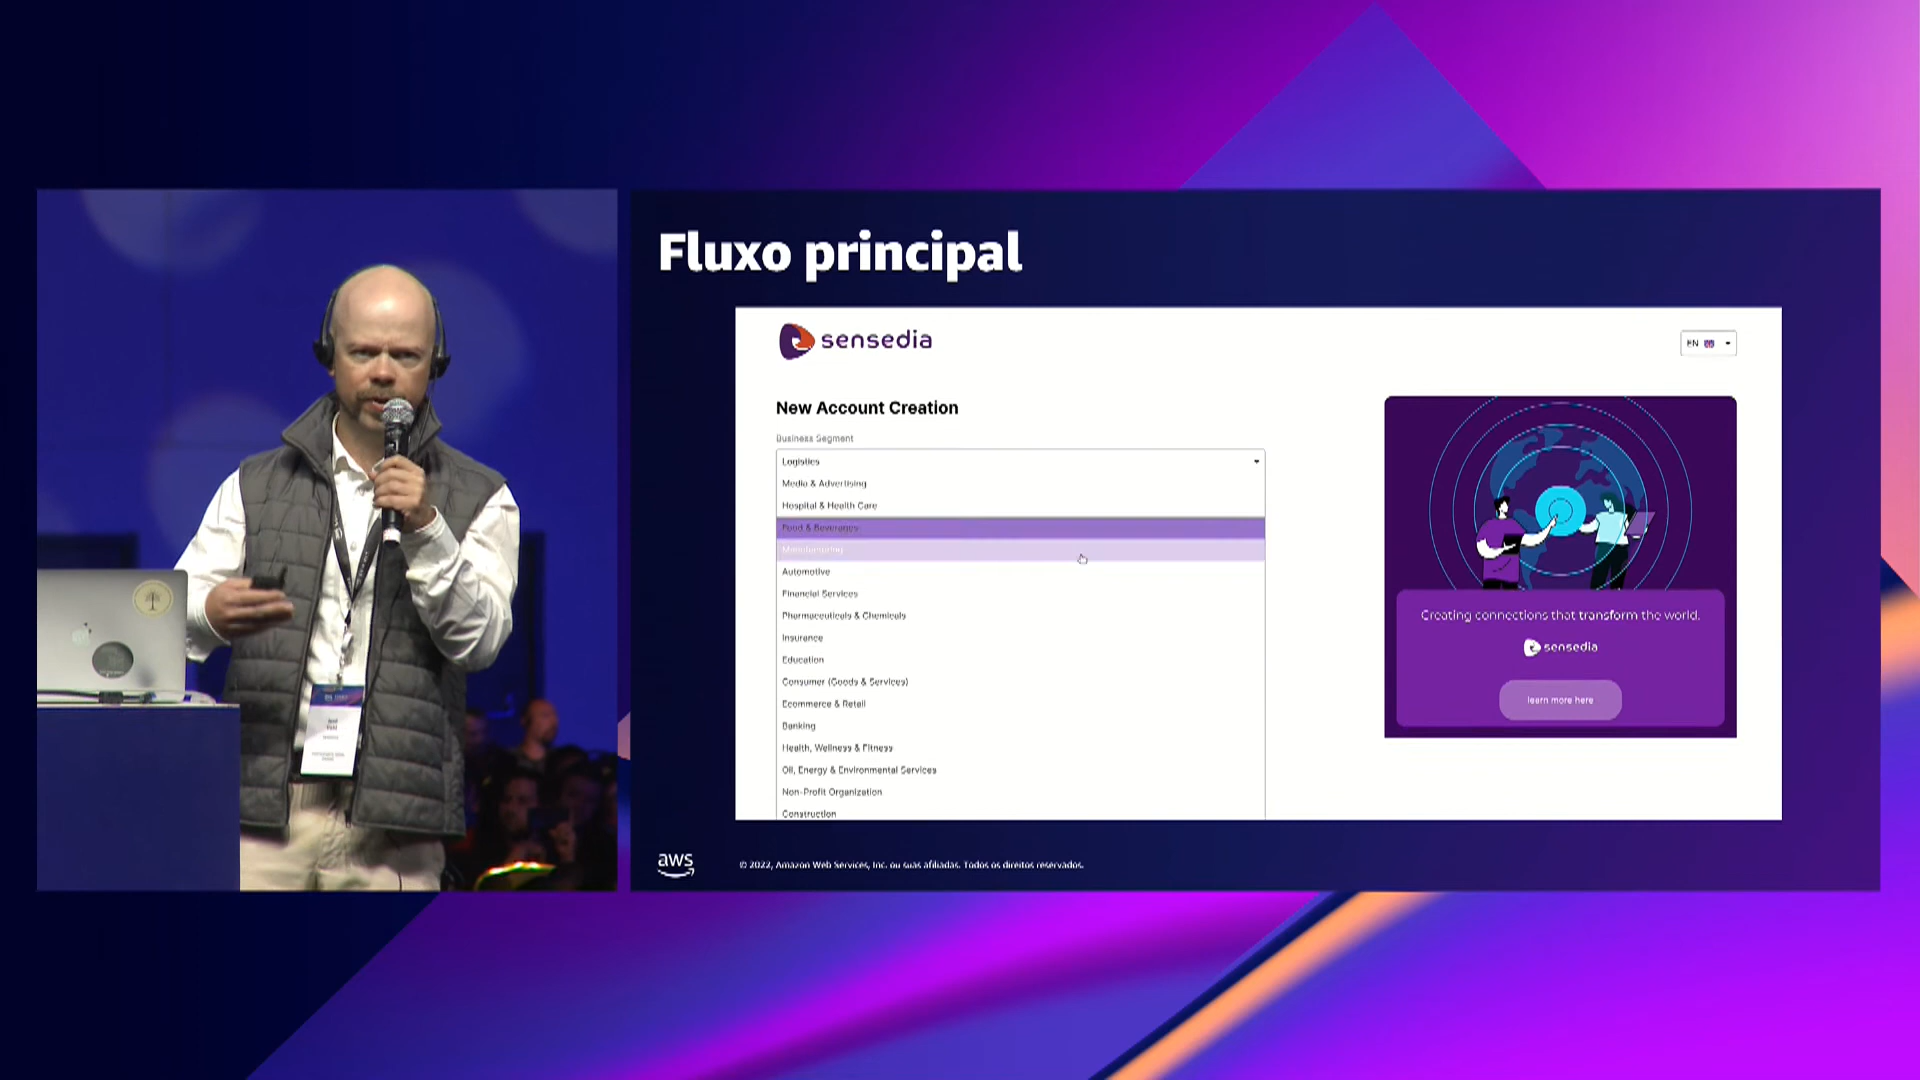 Fluxo principal
sensedia
EN
New Account Creation
Business Segment
Logistics
Media & Advertising
Hospital & Health Care
Food & Beverages
Manufacturing
Automotive
Financial Services
Pharmaceuticals & Chemicals
Insurance
Education
Consumer (Goods & Services)
Ecommerce & Retail
Banking
Health, Wellness & Fitness
Oil, Energy & Environmental Services
Non-Profit Organization
Construction
Creating connections that transform the world.
sensedia
learn more here
aws
© 2022, Amazon Web Services, Inc. ou suas afiliadas. Todos os direitos reservados.